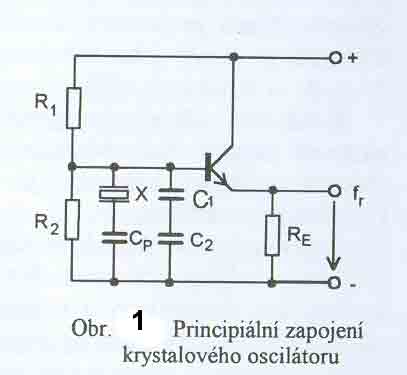 +
R1
X
C1
fr
R2
CP
C2
RE
-
Obr. 1 Principiální zapojení
krystalového oscilátoru